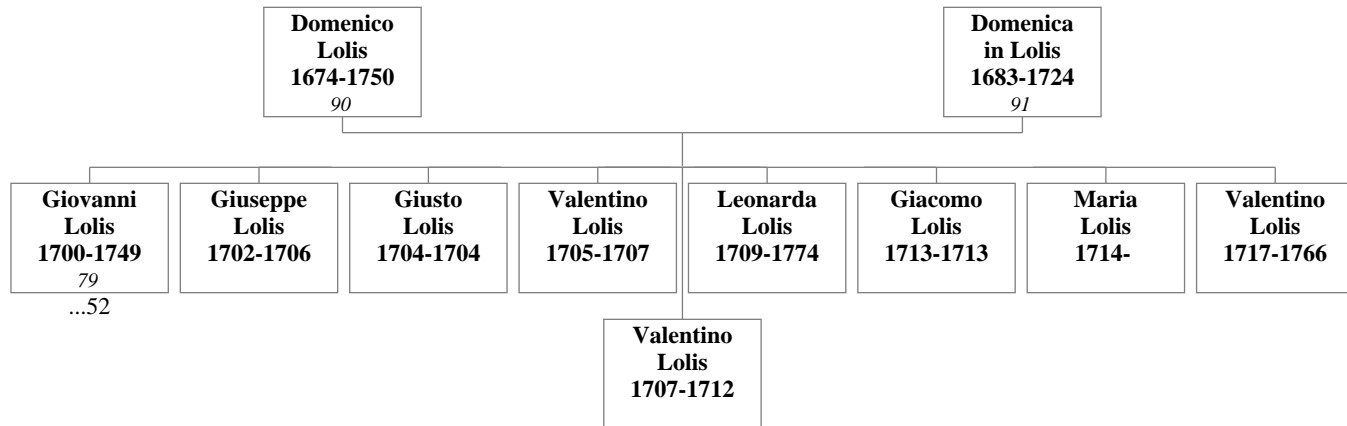 Domenico
Lolis
1674-1750
90
Domenica
in Lolis
1683-1724
91
Giovanni
Lolis
1700-1749
79
...52
Giuseppe
Lolis
1702-1706
Giusto
Lolis
1704-1704
Valentino
Lolis
1705-1707
Leonarda
Lolis
1709-1774
Giacomo
Lolis
1713-1713
Maria
Lolis
1714-
Valentino
Lolis
1717-1766
Valentino
Lolis
1707-1712